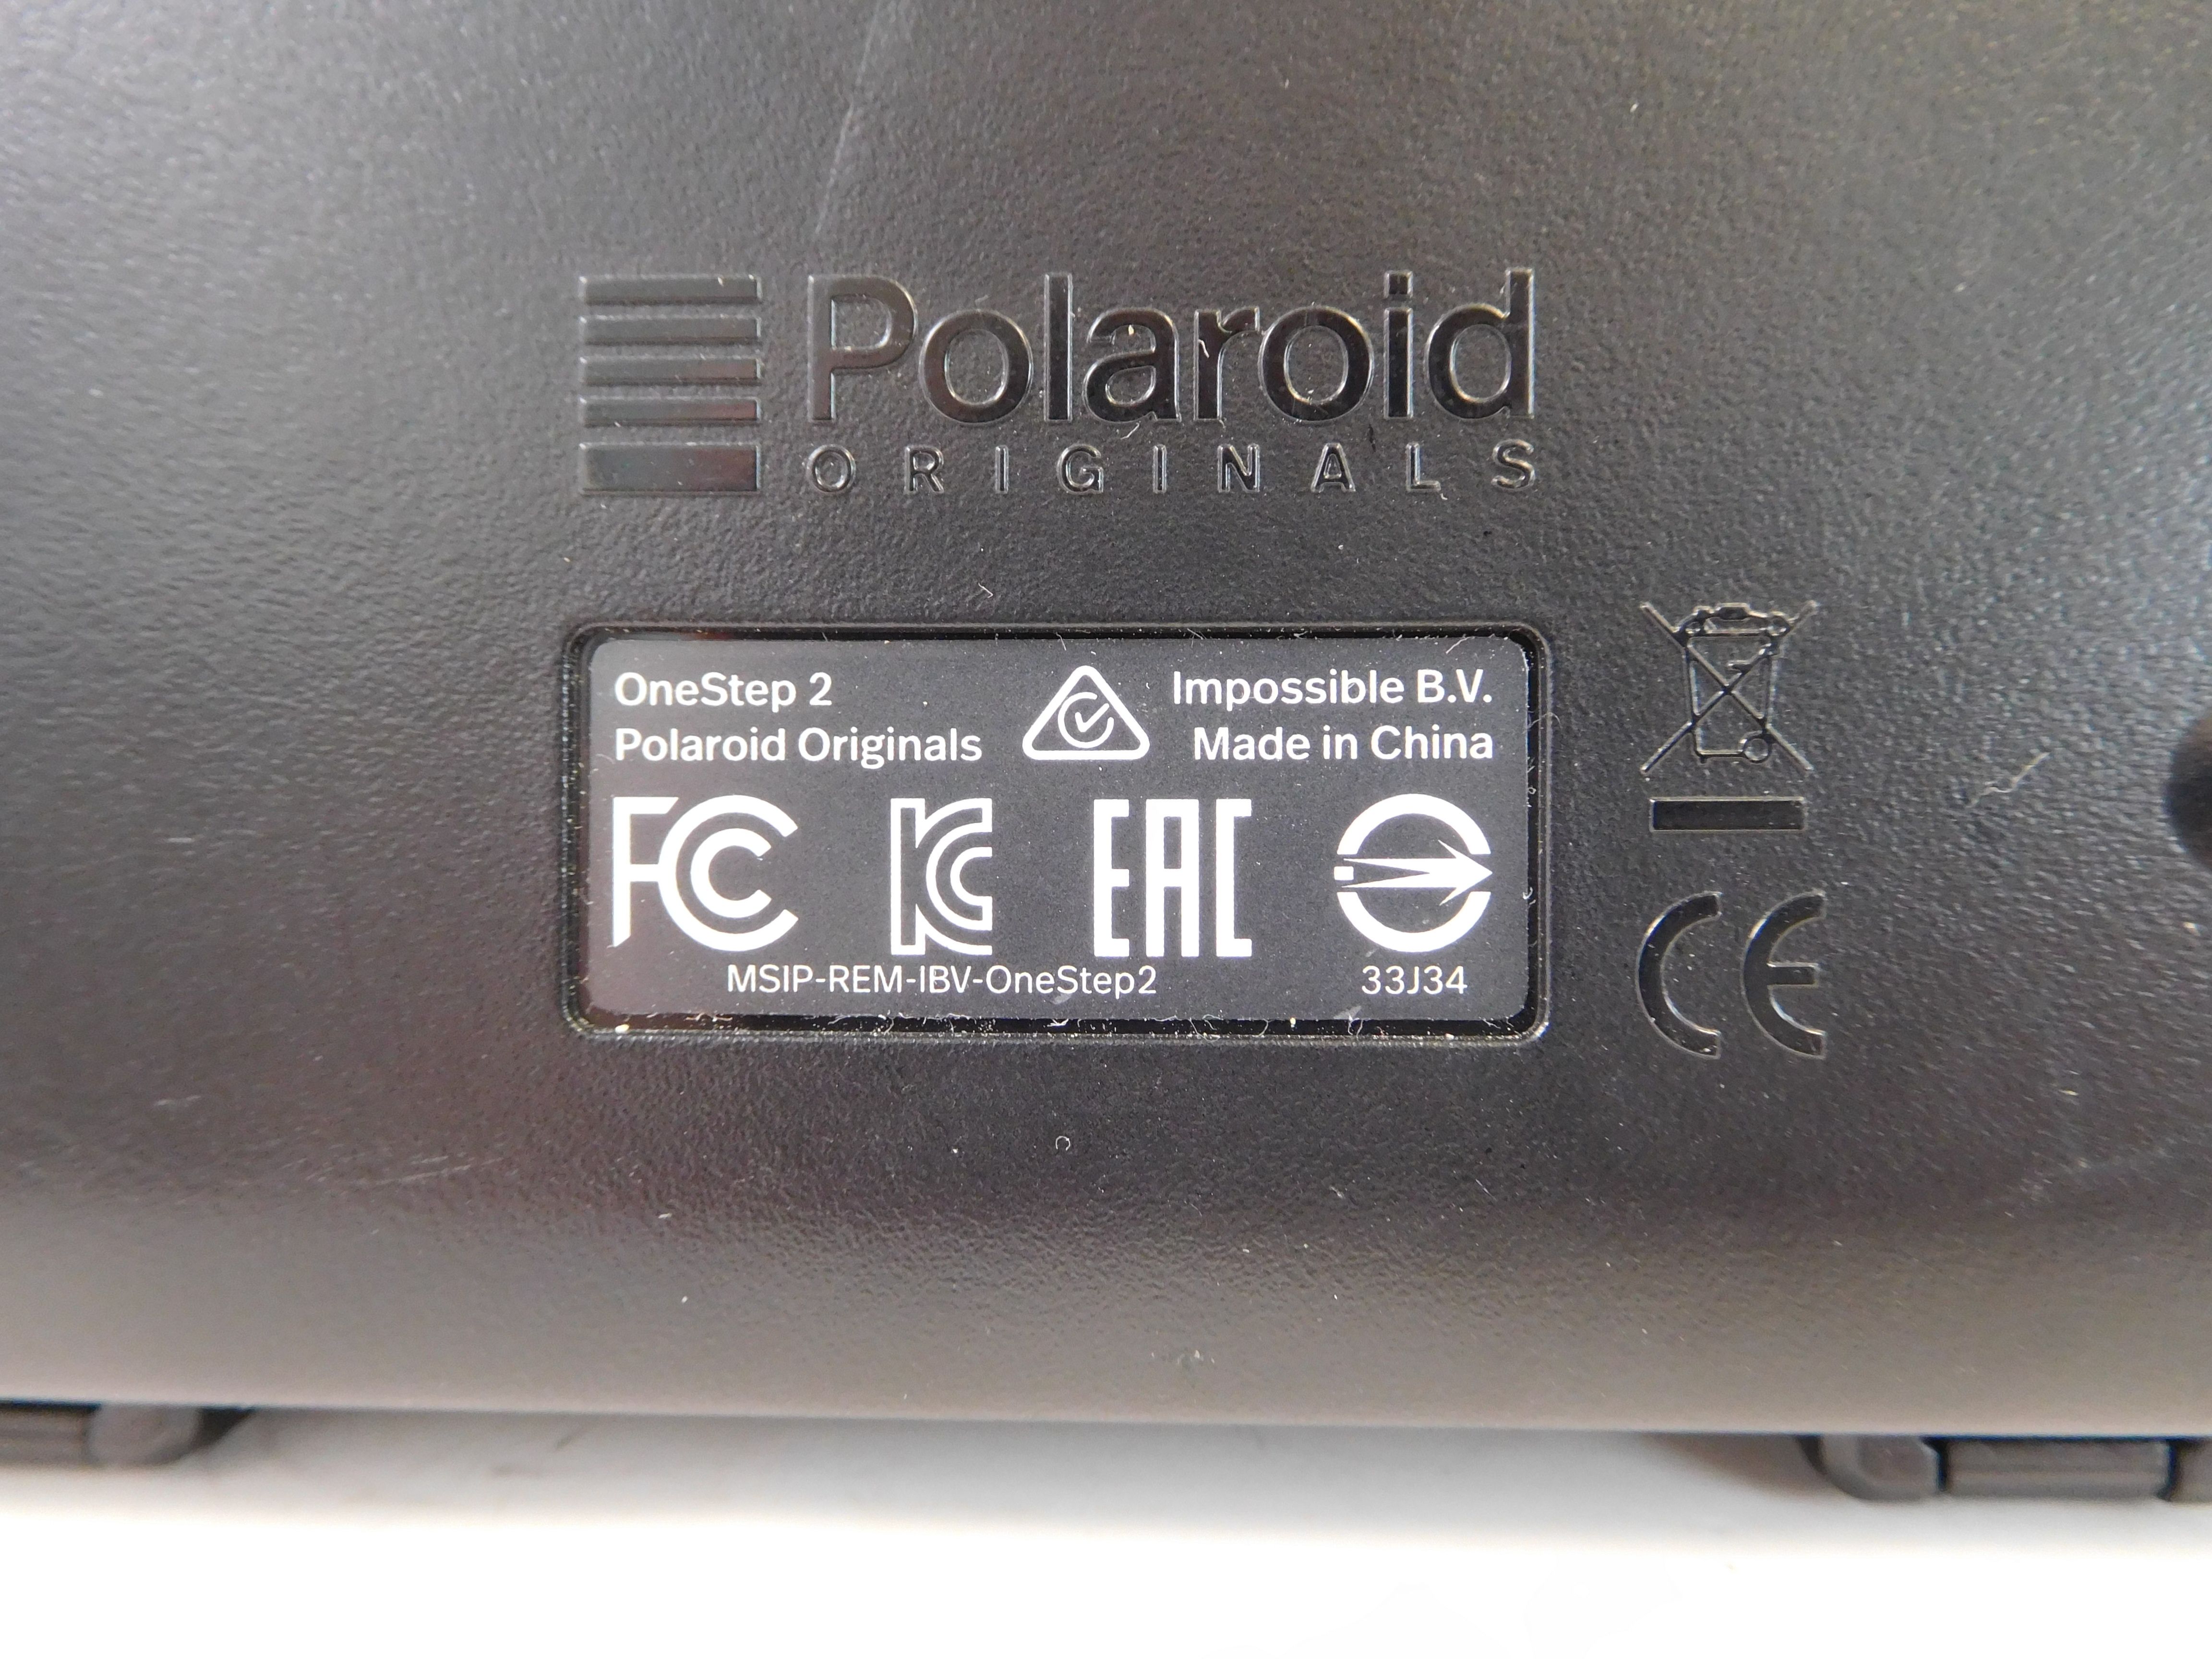 Polaroid
ORIGINALS
OneStep 2
Polaroid Originals
Impossible B.V.
Made in China
FC KC EAC
MSIP-REM-IBV-OneStep2
33J34
CE